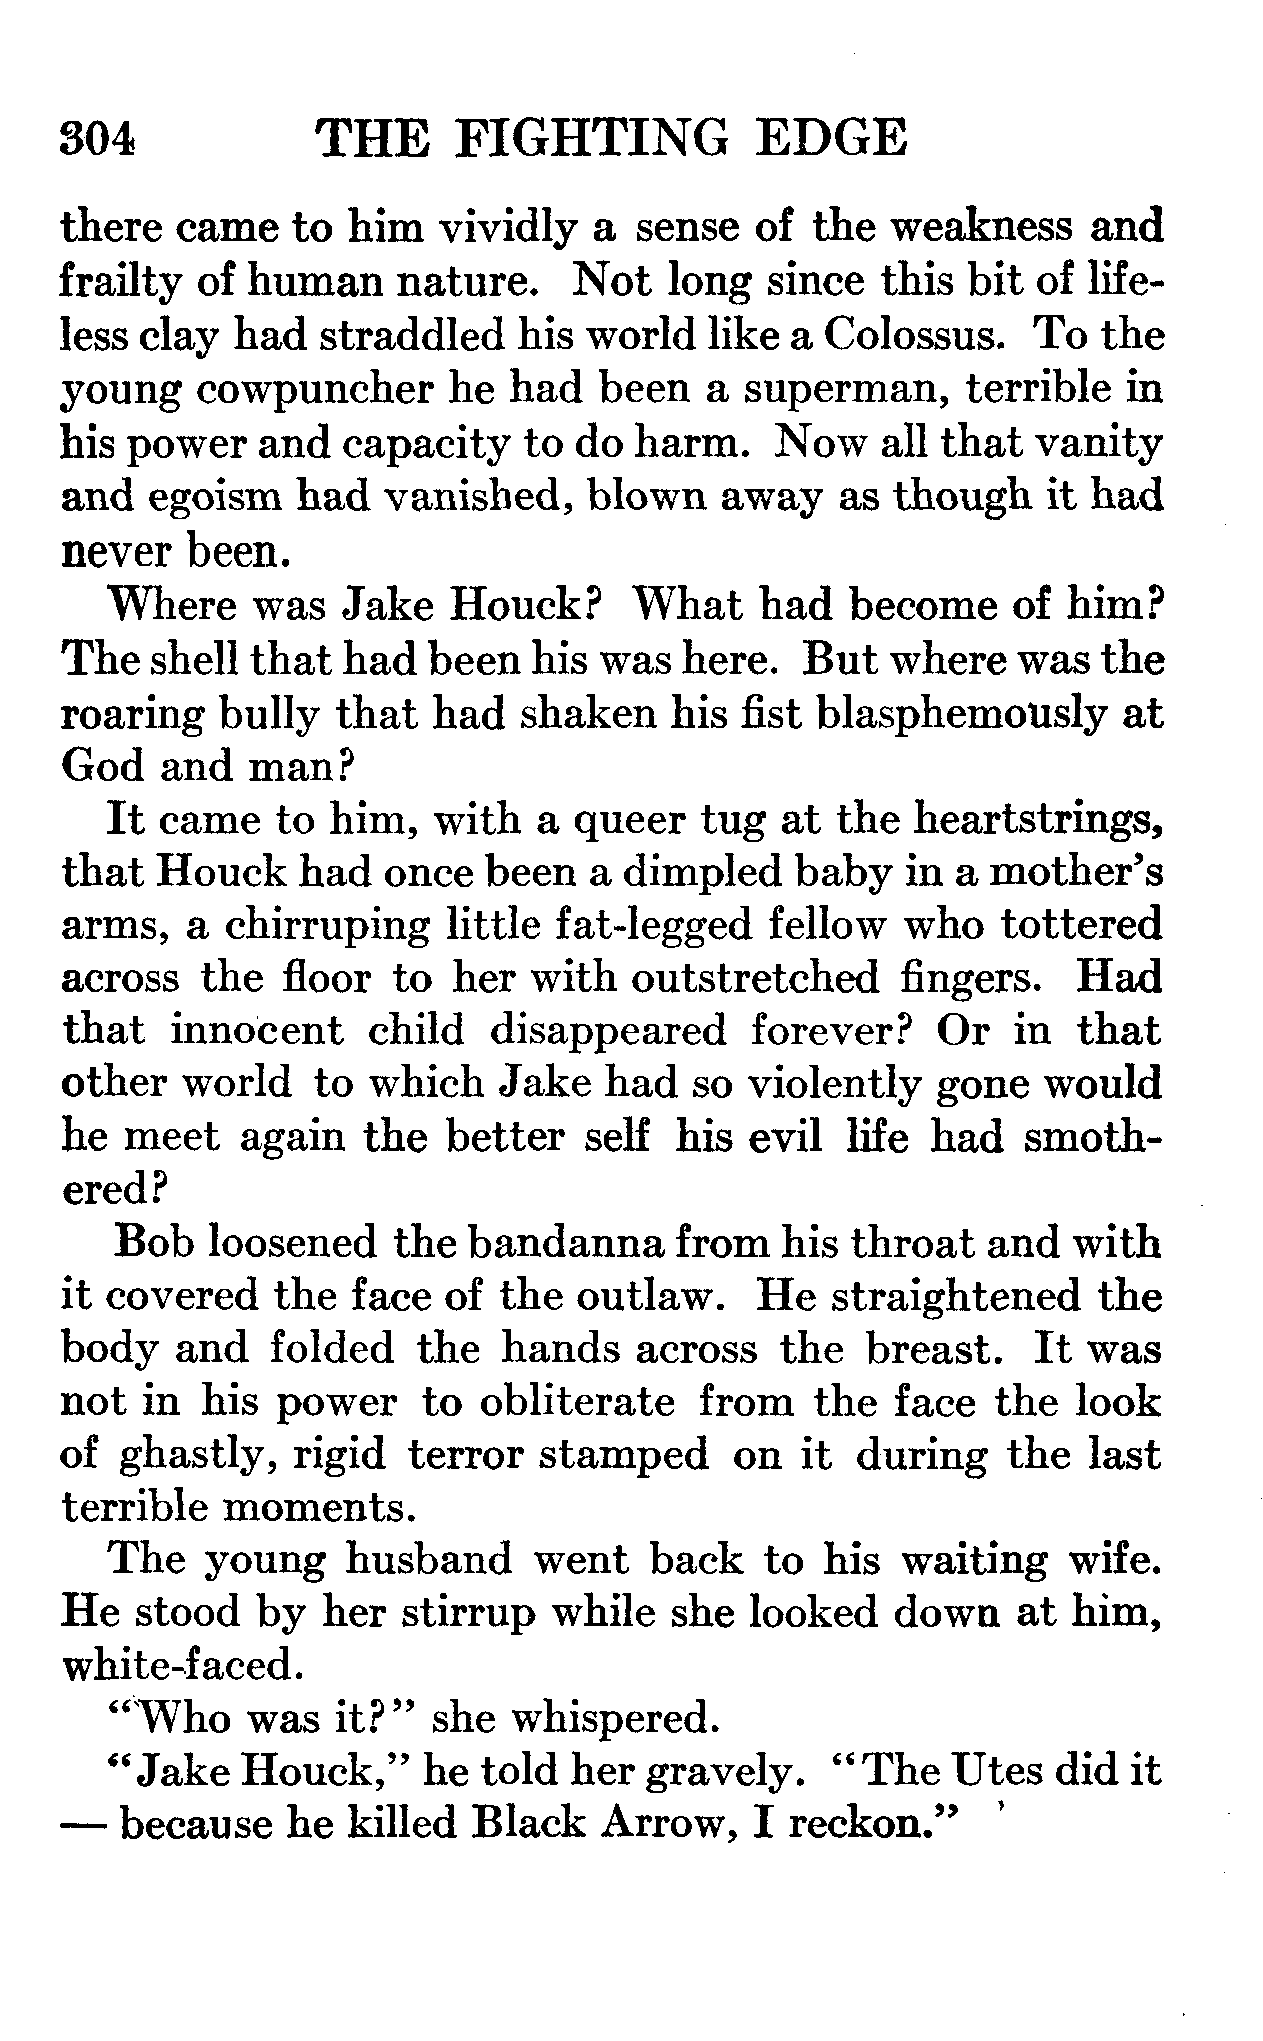 304 THE FIGHTING EDGE
there came to him vividly a sense of the weakness and
frailty of human nature. Not long since this bit of life-
less clay had straddled his world like a Colossus. To the
young cowpuncher he had been a superman, terrible in
his power and capacity to do harm. Now all that vanity
and egoism had vanished, blown away as though it had
never been.
Where was Jake Houck? What had become of him?
The shell that had been his was here. But where was the
roaring bully that had shaken his fist blasphemously at
God and man?
It came to him, with a queer tug at the heartstrings,
that Houck had once been a dimpled baby in a mother's
arms, a chirruping little fat-legged fellow who tottered
across the floor to her with outstretched fingers. Had
that innocent child disappeared forever? Or in that
other world to which Jake had so violently gone would
he meet again the better self his evil life had smoth-
ered?
Bob loosened the bandanna from his throat and with
it covered the face of the outlaw. He straightened the
body and folded the hands across the breast. It was
not in his power to obliterate from the face the look
of ghastly, rigid terror stamped on it during the last
terrible moments.
The young husband went back to his waiting wife.
He stood by her stirrup while she looked down at him,
white-faced.
"Who was it?" she whispered.
"Jake Houck," he told her gravely. "The Utes did it
— because he killed Black Arrow, I reckon."